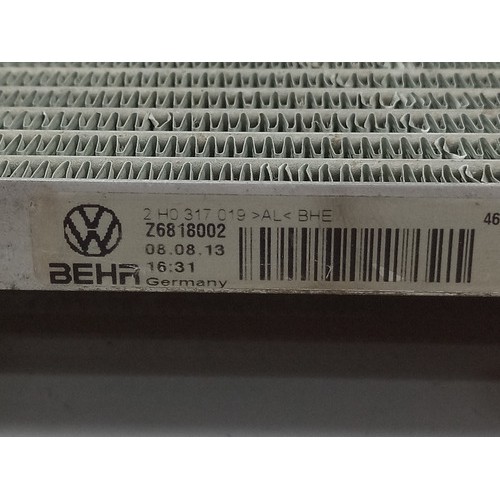 2 H0 317 019 >AL< BHE
Z6818002
08.08.13
BEHR 16:31
Germany
46